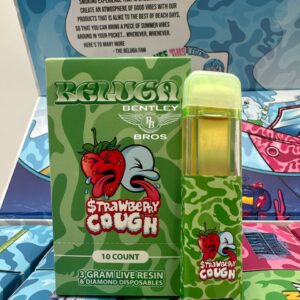 SMOKING EXPERIENCE
CREATE AN ATMOSPHERE OF GOOD VIBES WITH OUR
PRODUCTS THAT IS ALIKE TO THE BEST OF BEACH DAYS,
SO THAT YOU CAN BRING A PIECE OF SUMMER VIBES
AROUND IN YOUR POCKET... WHEREVER, WHENEVER.
HERE'S TO MANY MORE
- THE BELUGA FAM
BELUGA
BENTLEY
BROS
$TRAWBERRY
COUGH
10 COUNT
3 GRAM LIVE RESIN
& DIAMOND DISPOSABLES
$TRAWBERRY
COUGH